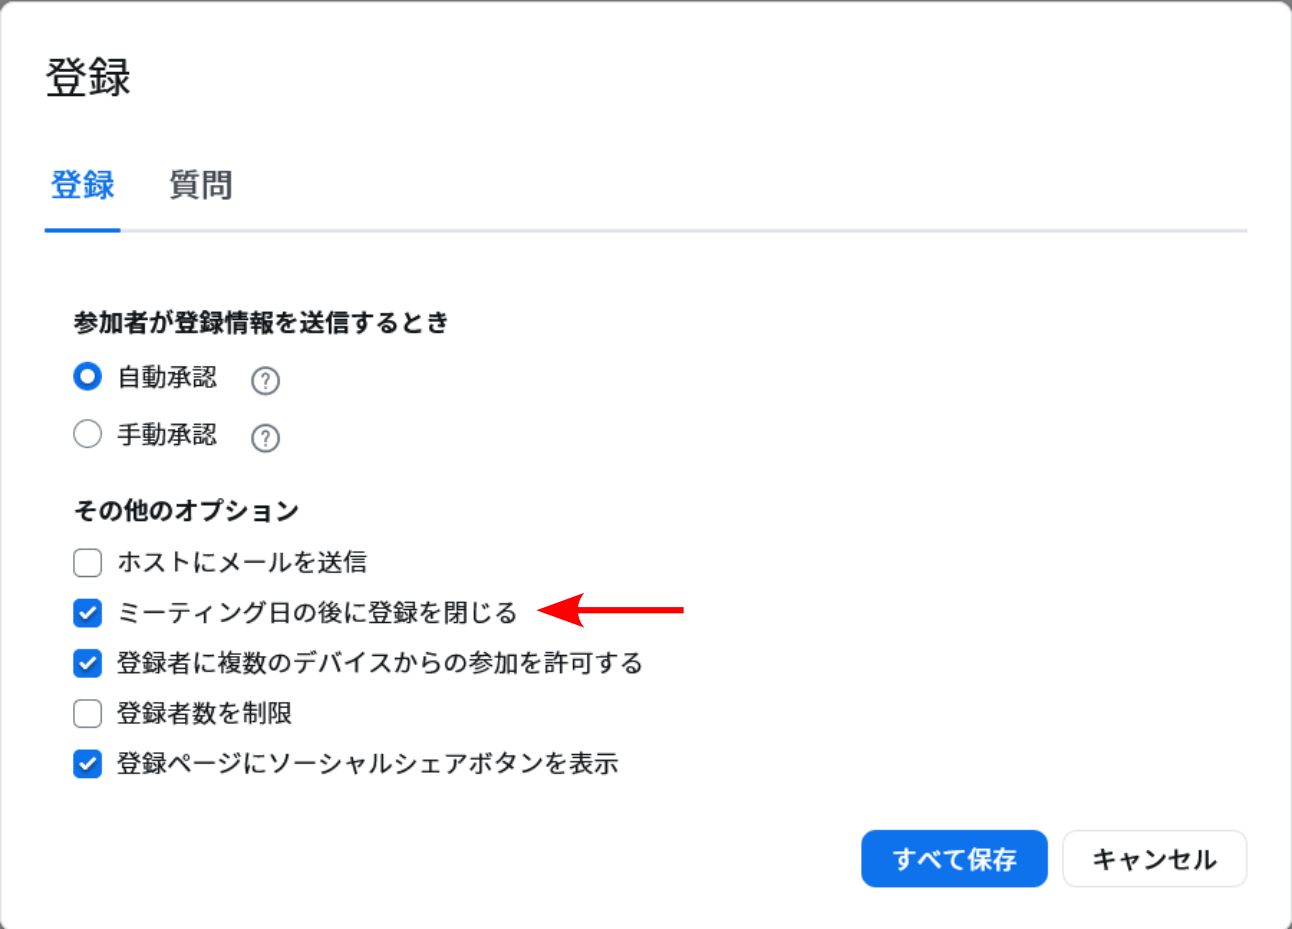 登録
登録 質問
参加者が登録情報を送信するとき
自動承認 ?
手動承認 ?
その他のオプション
ホストにメールを送信
ミーティング日の後に登録を閉じる
登録者に複数のデバイスからの参加を許可する
登録者数を制限
登録ページにソーシャルシェアボタンを表示
すべて保存 キャンセル